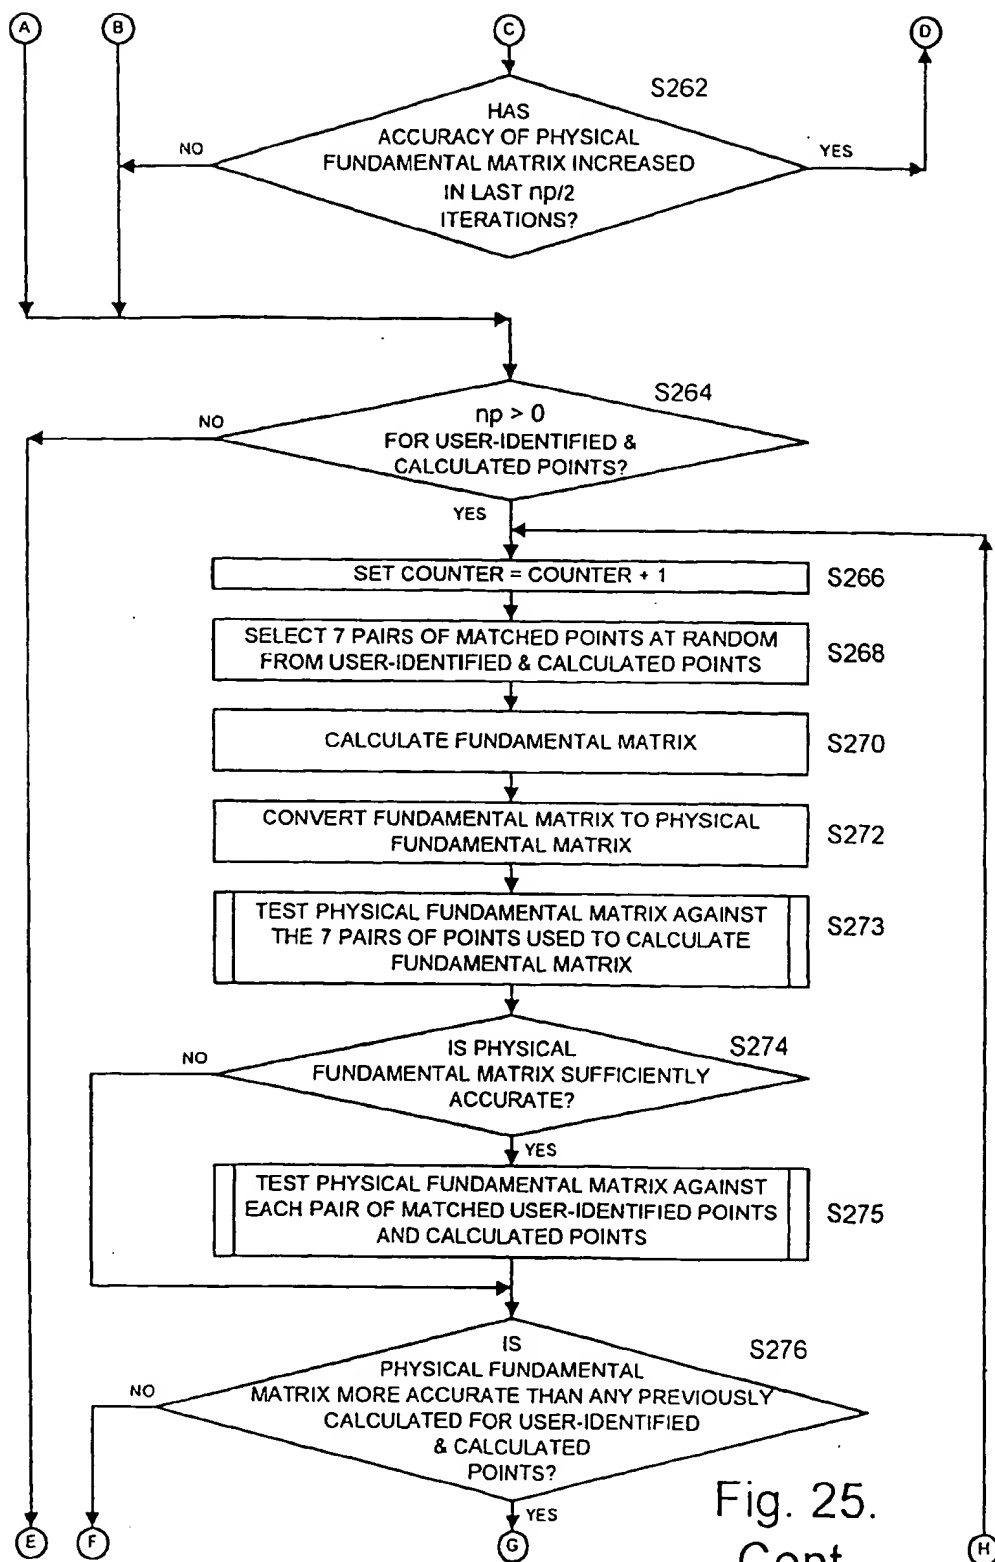 A B C D
S262
HAS
ACCURACY OF PHYSICAL
FUNDAMENTAL MATRIX INCREASED
IN LAST np/2
ITERATIONS?
NO
YES
S264
np > 0
FOR USER-IDENTIFIED &
CALCULATED POINTS?
NO
YES
SET COUNTER = COUNTER + 1
S266
SELECT 7 PAIRS OF MATCHED POINTS AT RANDOM
FROM USER-IDENTIFIED & CALCULATED POINTS
S268
CALCULATE FUNDAMENTAL MATRIX
S270
CONVERT FUNDAMENTAL MATRIX TO PHYSICAL
FUNDAMENTAL MATRIX
S272
TEST PHYSICAL FUNDAMENTAL MATRIX AGAINST
THE 7 PAIRS OF POINTS USED TO CALCULATE
FUNDAMENTAL MATRIX
S273
S274
IS PHYSICAL
FUNDAMENTAL MATRIX SUFFICIENTLY
ACCURATE?
NO
YES
TEST PHYSICAL FUNDAMENTAL MATRIX AGAINST
EACH PAIR OF MATCHED USER-IDENTIFIED POINTS
AND CALCULATED POINTS
S275
S276
IS
PHYSICAL FUNDAMENTAL
MATRIX MORE ACCURATE THAN ANY PREVIOUSLY
CALCULATED FOR USER-IDENTIFIED
& CALCULATED
POINTS?
NO
YES
E F G H
Fig. 25.
Cont